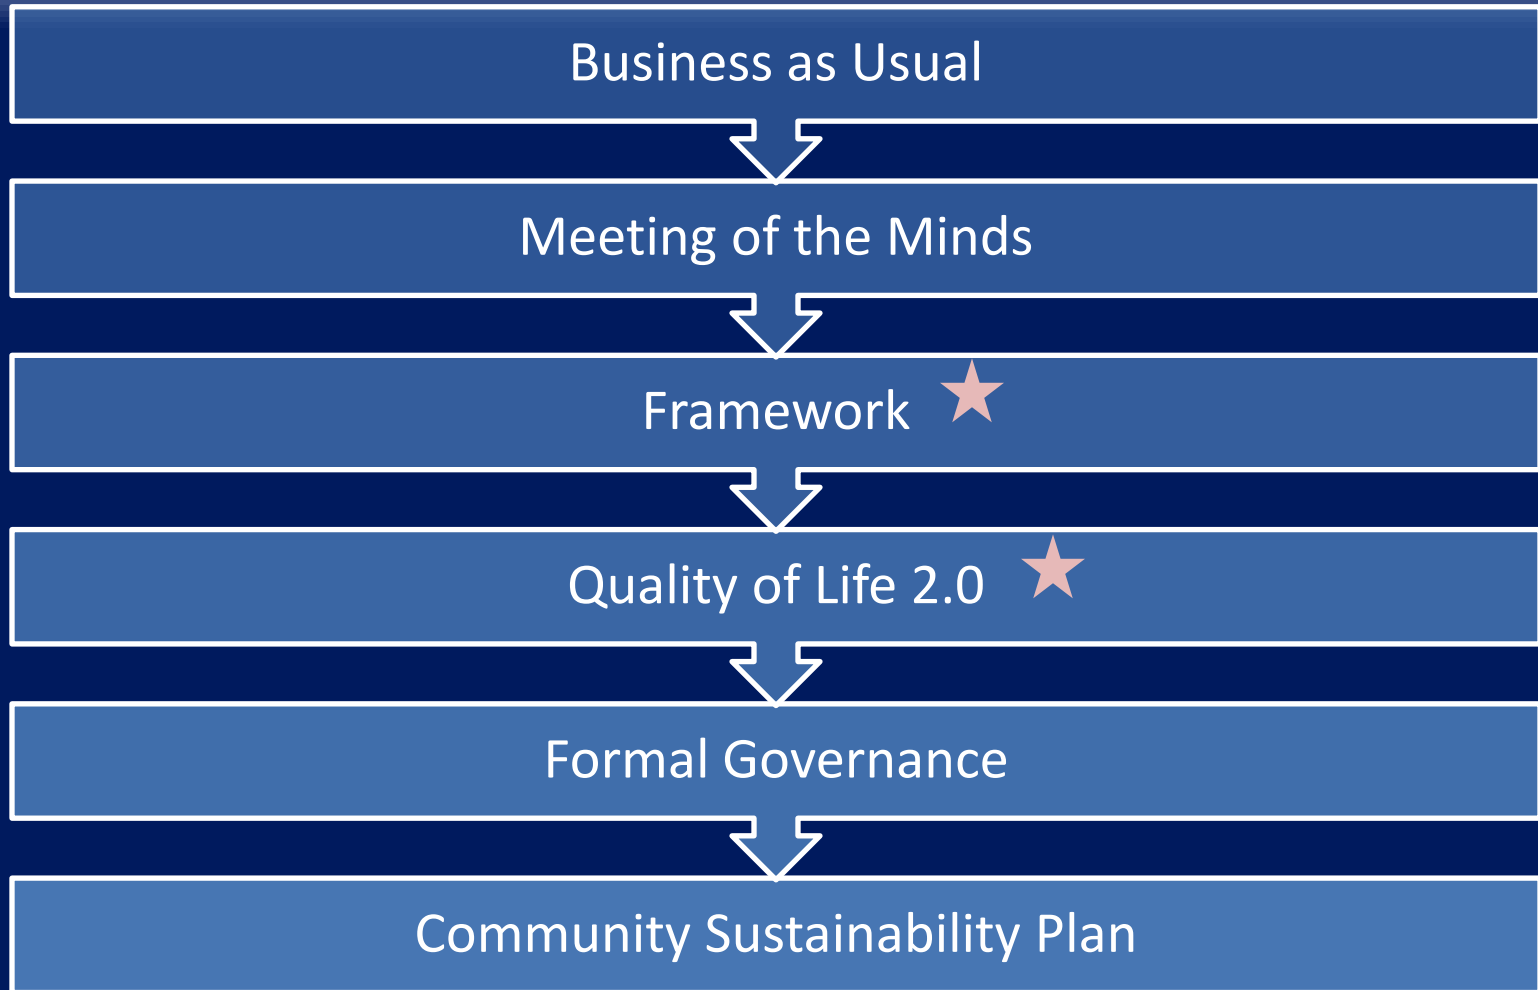 Business as Usual
Meeting of the Minds
Framework
Quality of Life 2.0
Formal Governance
Community Sustainability Plan